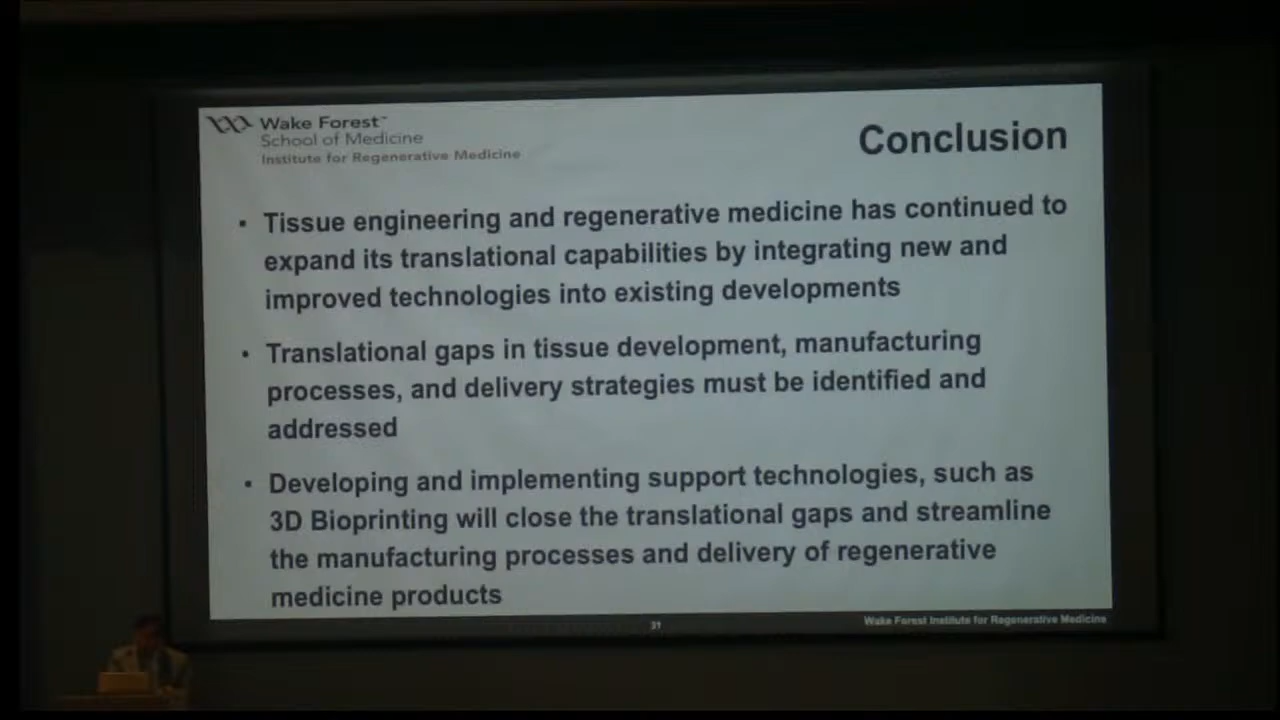 Wake Forest™
School of Medicine
Institute for Regenerative Medicine
Conclusion
· Tissue engineering and regenerative medicine has continued to
expand its translational capabilities by integrating new and
improved technologies into existing developments
· Translational gaps in tissue development, manufacturing
processes, and delivery strategies must be identified and
addressed
· Developing and implementing support technologies, such as
3D Bioprinting will close the translational gaps and streamline
the manufacturing processes and delivery of regenerative
medicine products
31
Wake Forest Institute for Regenerative Medicine